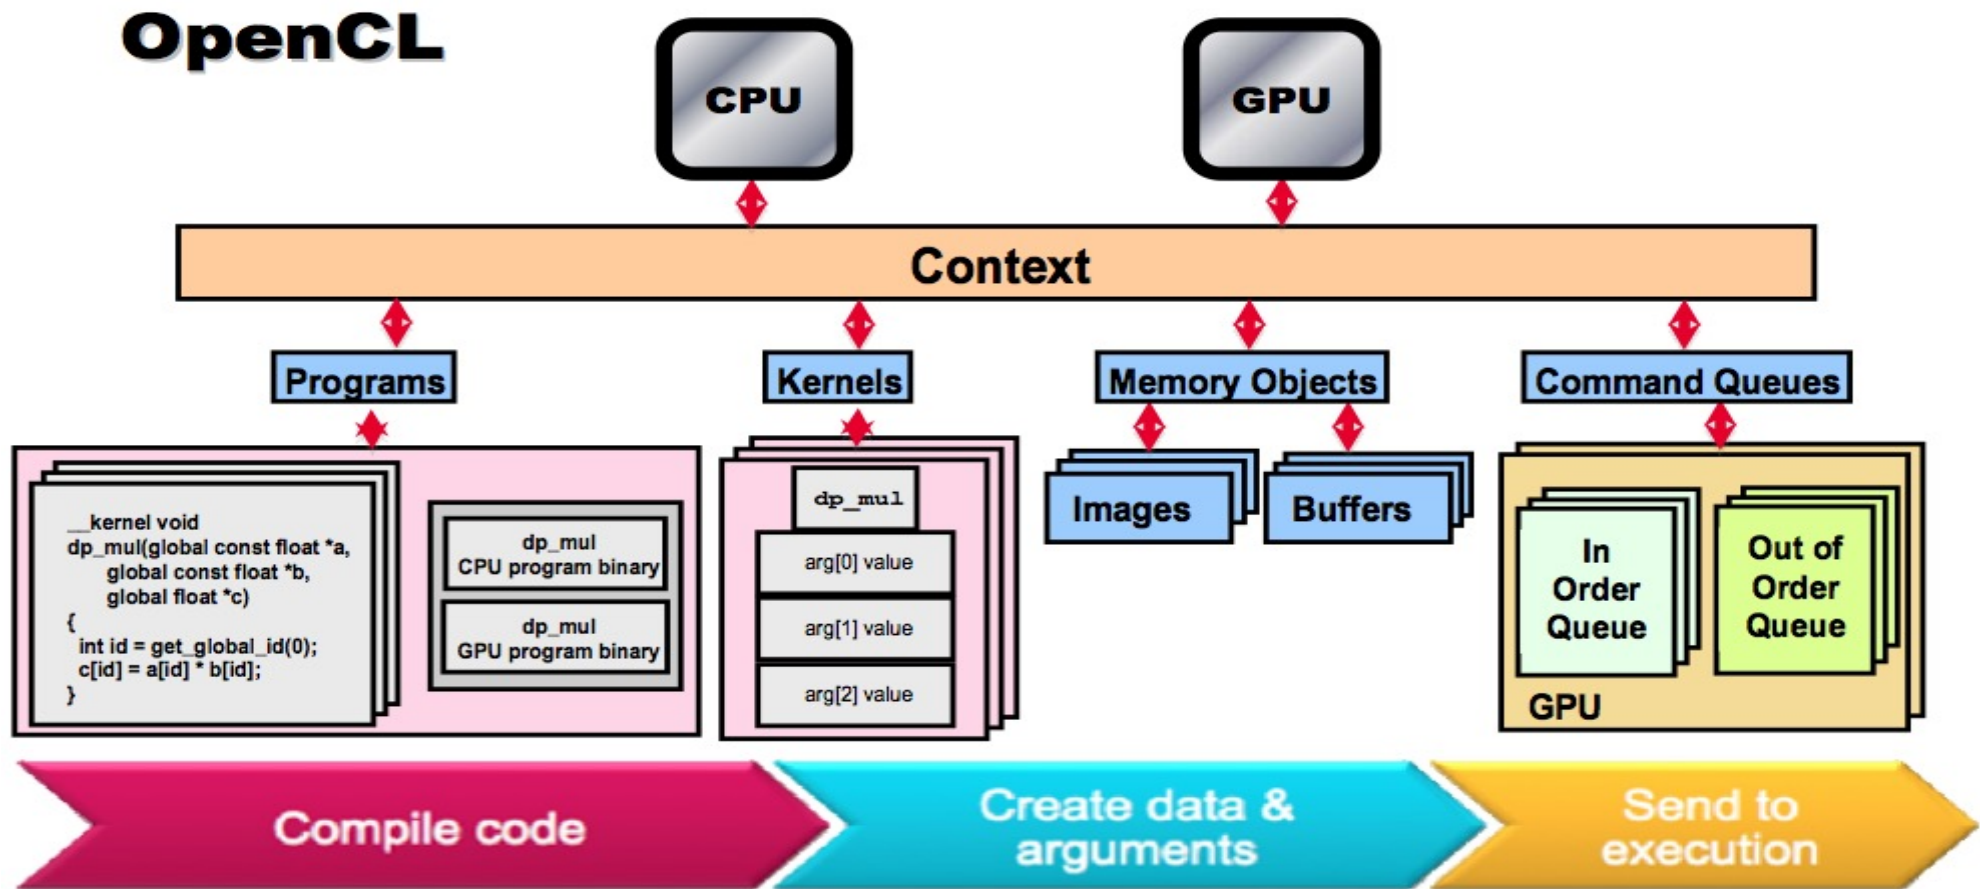 OpenCL
CPU
GPU
Context
Programs
Kernels
Memory Objects
Command Queues
__kernel void
dp_mul(global const float *a,
global const float *b,
global float *c)
{
int id = get_global_id(0);
c[id] = a[id] * b[id];
}
dp_mul
CPU program binary
dp_mul
GPU program binary
dp_mul
arg[0] value
arg[1] value
arg[2] value
Images
Buffers
In
Order
Queue
Out of
Order
Queue
GPU
Compile code
Create data &
arguments
Send to
execution